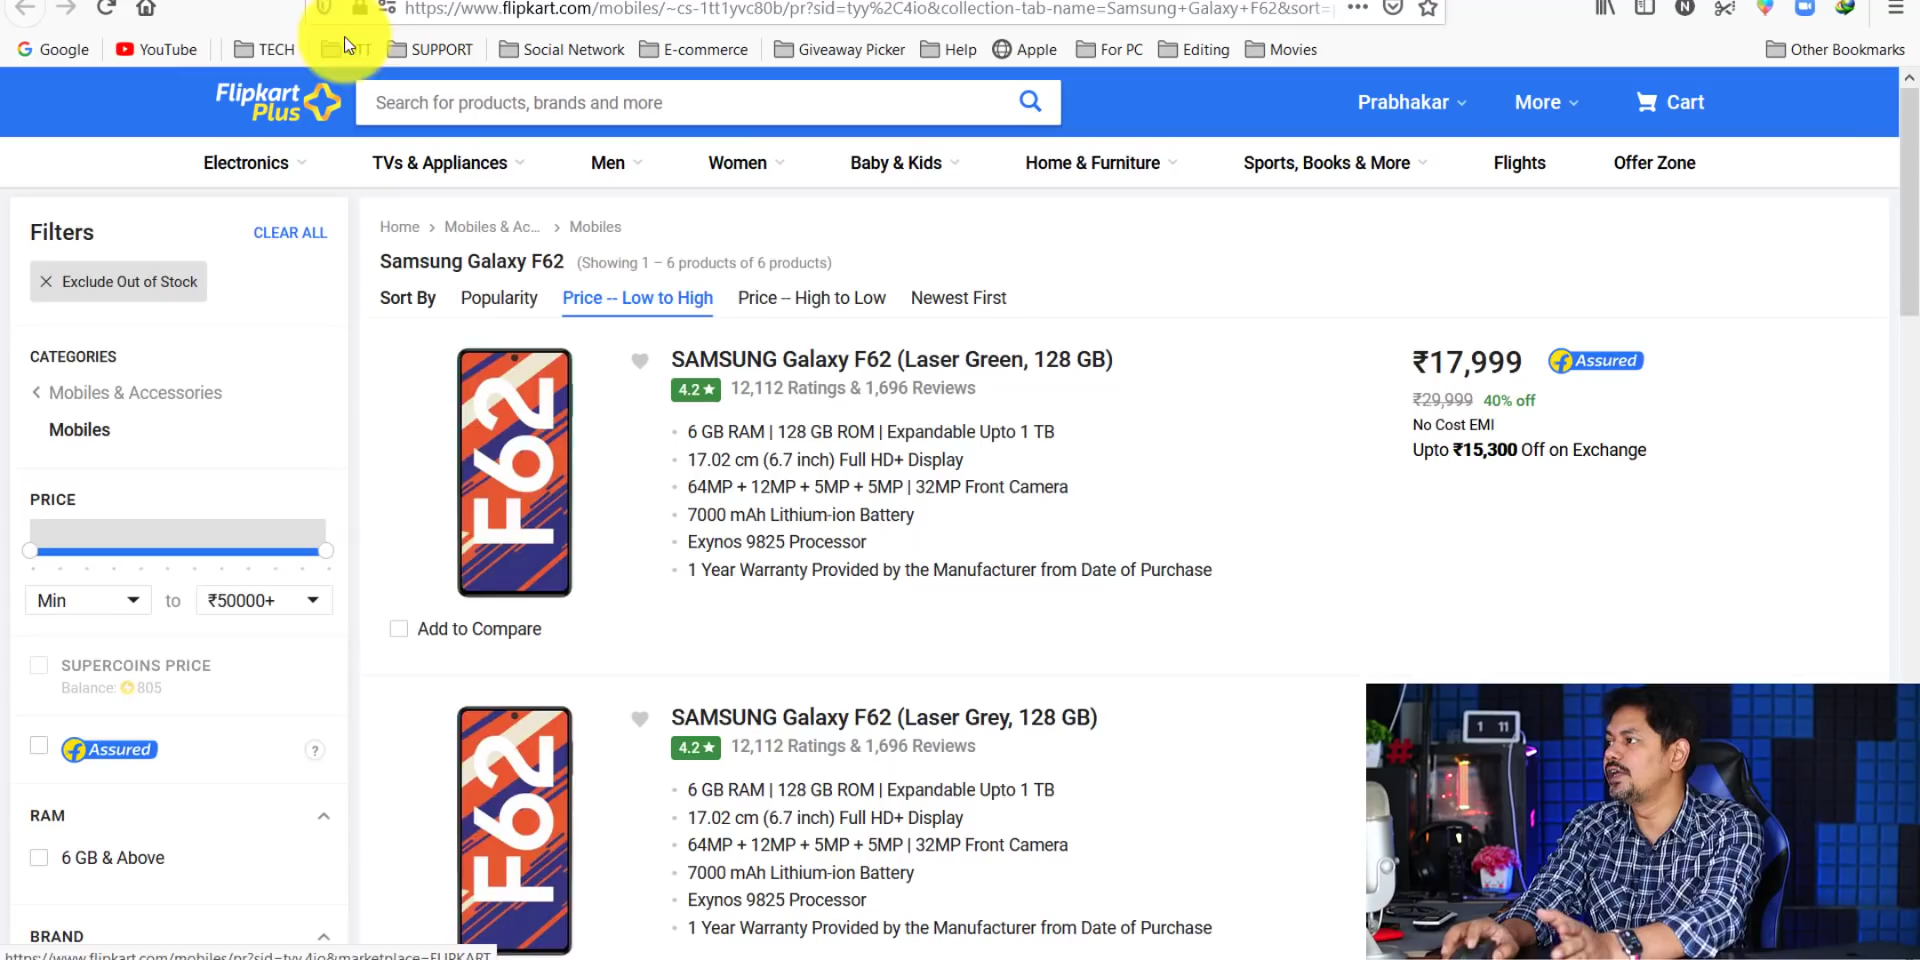 https://www.flipkart.com/mobiles/~cs-1tt1yvc80b/pr?sid=tyy%2C4io&collection-tab-name=Samsung+Galaxy+F62&sort=
Google YouTube TECH SUPPORT Social Network E-commerce Giveaway Picker Help Apple For PC Editing Movies Other Bookmarks
Flipkart
Plus
Search for products, brands and more
Prabhakar More Cart
Electronics TVs & Appliances Men Women Baby & Kids Home & Furniture Sports, Books & More Flights Offer Zone
Filters CLEAR ALL
Exclude Out of Stock
CATEGORIES
Mobiles & Accessories
Mobiles
PRICE
Min to ₹50000+
SUPERCOINS PRICE
Balance: 805
Assured ?
RAM
6 GB & Above
BRAND
Home > Mobiles & Ac... > Mobiles
Samsung Galaxy F62 (Showing 1 – 6 products of 6 products)
Sort By Popularity Price -- Low to High Price -- High to Low Newest First
F62
SAMSUNG Galaxy F62 (Laser Green, 128 GB)
4.2★ 12,112 Ratings & 1,696 Reviews
6 GB RAM | 128 GB ROM | Expandable Upto 1 TB
17.02 cm (6.7 inch) Full HD+ Display
64MP + 12MP + 5MP + 5MP | 32MP Front Camera
7000 mAh Lithium-ion Battery
Exynos 9825 Processor
1 Year Warranty Provided by the Manufacturer from Date of Purchase
₹17,999 Assured
₹29,999 40% off
No Cost EMI
Upto ₹15,300 Off on Exchange
Add to Compare
F62
SAMSUNG Galaxy F62 (Laser Grey, 128 GB)
4.2★ 12,112 Ratings & 1,696 Reviews
6 GB RAM | 128 GB ROM | Expandable Upto 1 TB
17.02 cm (6.7 inch) Full HD+ Display
64MP + 12MP + 5MP + 5MP | 32MP Front Camera
7000 mAh Lithium-ion Battery
Exynos 9825 Processor
1 Year Warranty Provided by the Manufacturer from Date of Purchase
1 11
https://www.flipkart.com/mobiles/pr?sid=tyy,4io&marketplace=FLIPKART